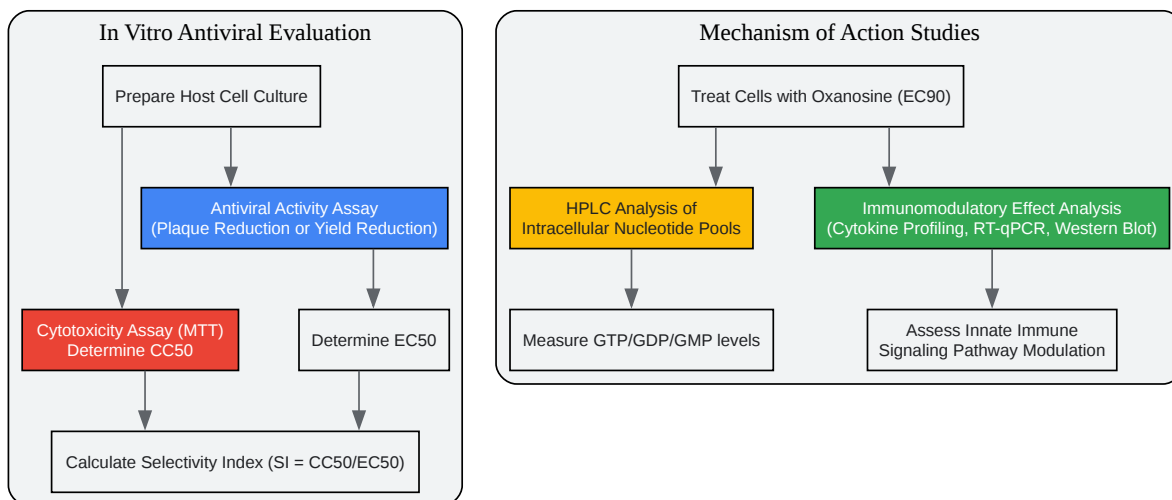 In Vitro Antiviral Evaluation
Prepare Host Cell Culture
Antiviral Activity Assay
(Plaque Reduction or Yield Reduction)
Cytotoxicity Assay (MTT)
Determine CC50
Determine EC50
Calculate Selectivity Index (SI = CC50/EC50)
Mechanism of Action Studies
Treat Cells with Oxanosine (EC90)
HPLC Analysis of
Intracellular Nucleotide Pools
Immunomodulatory Effect Analysis
(Cytokine Profiling, RT-qPCR, Western Blot)
Measure GTP/GDP/GMP levels
Assess Innate Immune
Signaling Pathway Modulation